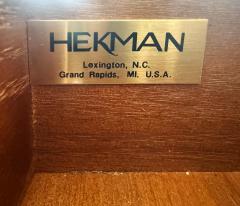 HEKMAN
Lexington, N.C.
Grand Rapids, MI. U.S.A.